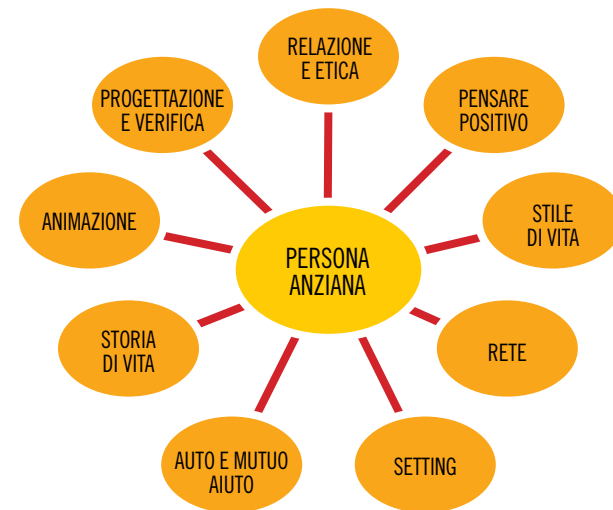 RELAZIONE
E ETICA
PENSARE
POSITIVO
STILE
DI VITA
RETE
SETTING
AUTO E MUTUO
AIUTO
STORIA
DI VITA
ANIMAZIONE
PROGETTAZIONE
E VERIFICA
PERSONA
ANZIANA